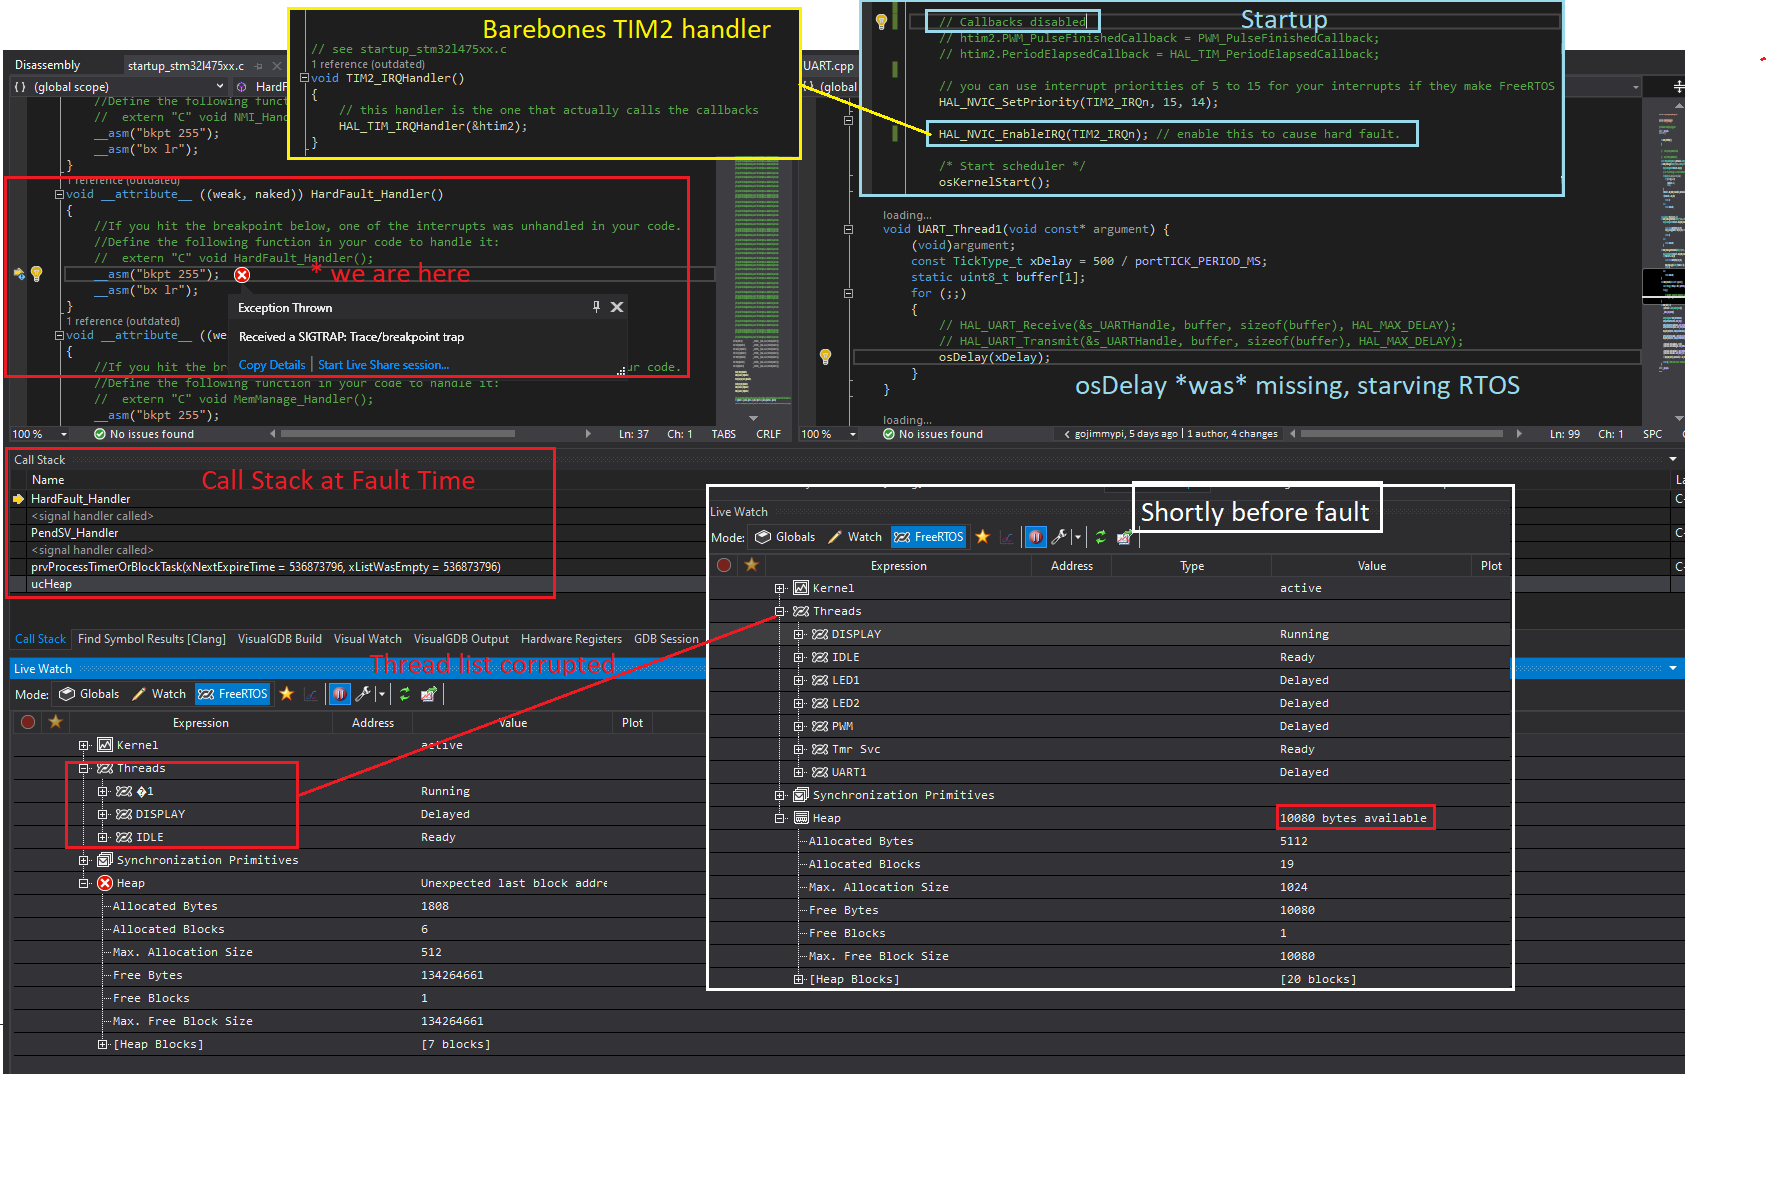 Barebones TIM2 handler
// see startup_stm32l475xx.c
1 reference (outdated)
void TIM2_IRQHandler()
{
// this handler is the one that actually calls the callbacks
HAL_TIM_IRQHandler(&htim2);
}
Startup
// Callbacks disabled
// htim2.PWM_PulseFinishedCallback = PWM_PulseFinishedCallback;
// htim2.PeriodElapsedCallback = HAL_TIM_PeriodElapsedCallback;
// you can use interrupt priorities of 5 to 15 for your interrupts if they make FreeRTOS
HAL_NVIC_SetPriority(TIM2_IRQn, 15, 14);
HAL_NVIC_EnableIRQ(TIM2_IRQn); // enable this to cause hard fault.
/* Start scheduler */
osKernelStart();
Disassembly
startup_stm32l475xx.c
{ } (global scope)
HardF
//Define the following funct
// extern "C" void NMI_Hand
__asm("bkpt 255");
__asm("bx lr");
}
1 reference (outdated)
void __attribute__ ((weak, naked)) HardFault_Handler()
{
//If you hit the breakpoint below, one of the interrupts was unhandled in your code.
//Define the following function in your code to handle it:
// extern "C" void HardFault_Handler();
__asm("bkpt 255");
* we are here
__asm("bx lr");
}
1 reference (outdated)
void __attribute__ ((we
{
//If you hit the br
ur code.
//Define the following function in your code to handle it:
// extern "C" void MemManage_Handler();
__asm("bkpt 255");
Exception Thrown
Received a SIGTRAP: Trace/breakpoint trap
Copy Details | Start Live Share session...
100 %
No issues found
Ln: 37 Ch: 1 TABS CRLF
UART.cpp
(global
loading...
void UART_Thread1(void const* argument) {
(void)argument;
const TickType_t xDelay = 500 / portTICK_PERIOD_MS;
static uint8_t buffer[1];
for (;;)
{
// HAL_UART_Receive(&s_UARTHandle, buffer, sizeof(buffer), HAL_MAX_DELAY);
// HAL_UART_Transmit(&s_UARTHandle, buffer, sizeof(buffer), HAL_MAX_DELAY);
osDelay(xDelay);
}
}
osDelay *was* missing, starving RTOS
loading...
100 %
No issues found
gojimmypi, 5 days ago | 1 author, 4 changes
Ln: 99 Ch: 1 SPC
Call Stack
Name
Call Stack at Fault Time
HardFault_Handler
<signal handler called>
PendSV_Handler
<signal handler called>
prvProcessTimerOrBlockTask(xNextExpireTime = 536873796, xListWasEmpty = 536873796)
ucHeap
Call Stack Find Symbol Results [Clang] VisualGDB Build Visual Watch VisualGDB Output Hardware Registers GDB Session
Live Watch
Thread list corrupted
Mode: Globals Watch FreeRTOS
Expression Address Value Plot
Kernel active
Threads
�1 Running
DISPLAY Delayed
IDLE Ready
Synchronization Primitives
Heap Unexpected last block addre
Allocated Bytes 1808
Allocated Blocks 6
Max. Allocation Size 512
Free Bytes 134264661
Free Blocks 1
Max. Free Block Size 134264661
[Heap Blocks] [7 blocks]
Shortly before fault
Live Watch
Mode: Globals Watch FreeRTOS
Expression Address Type Value Plot
Kernel active
Threads
DISPLAY Running
IDLE Ready
LED1 Delayed
LED2 Delayed
PWM Delayed
Tmr Svc Ready
UART1 Delayed
Synchronization Primitives
Heap 10080 bytes available
Allocated Bytes 5112
Allocated Blocks 19
Max. Allocation Size 1024
Free Bytes 10080
Free Blocks 1
Max. Free Block Size 10080
[Heap Blocks] [20 blocks]